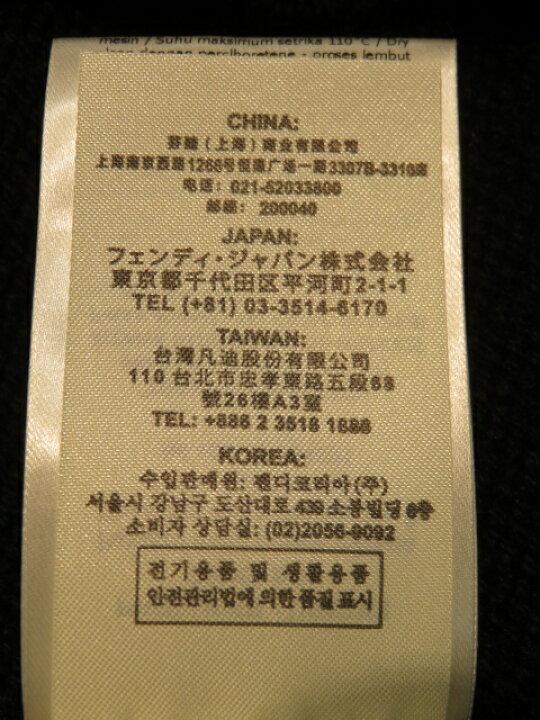 mesin / Suhu maksimum setrika 110°C / Dry
clean dengan perclhoretene - proses lembut
CHINA:
芬迪（上海）商业有限公司
上海南京西路1266号恒隆广场一期3307B-3310室
电话： 021-62033800
邮编： 200040
JAPAN:
フェンディ・ジャパン株式会社
東京都千代田区平河町2-1-1
TEL (+81) 03-3514-6170
TAIWAN:
台灣凡迪股份有限公司
110 台北市忠孝東路五段68
號26樓A3室
TEL: +886 2 3518 1688
KOREA:
수입판매원: 펜디코리아(주)
서울시 강남구 도산대로 439 소봉빌딩 6층
소비자 상담실: (02)2056-9092
전기용품 및 생활용품
안전관리법에 의한 품질 표시